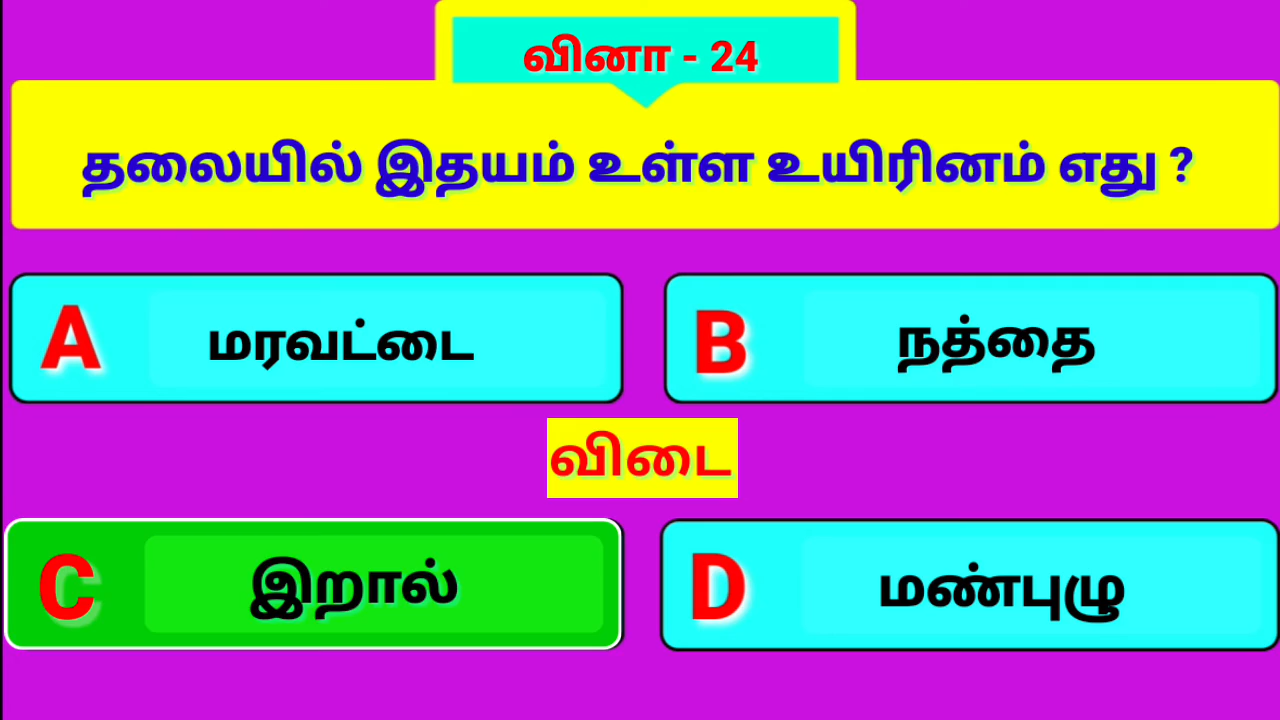 வினா - 24
தலையில் இதயம் உள்ள உயிரினம் எது ?
A மரவட்டை
B நத்தை
விடை
C இறால்
D மண்புழு